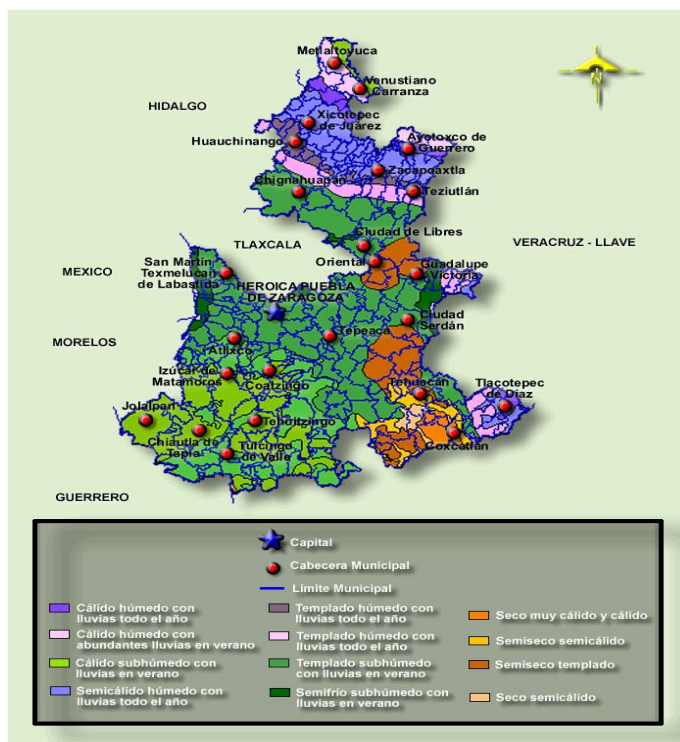 Metlaltoyuca
Venustiano
Carranza
HIDALGO
Xicotepec
de Juárez
Huauchinango
Ayotoxco de
Guerrero
Zacapoaxtla
Chignahuapan
Teziutlán
Ciudad de Libres
TLAXCALA
VERACRUZ - LLAVE
Oriental
San Martín
Texmelucan
de Labastida
Guadalupe
Victoria
MEXICO
HEROICA PUEBLA
DE ZARAGOZA
Ciudad
Serdán
Tepeaca
MORELOS
Atlixco
Izúcar de
Matamoros
Coatzingo
Tehuacán
Tlacotepec
de Díaz
Jolalpan
Tehuitzingo
Chiautla de
Tapia
Tulcingo
de Valle
Coxcatlán
GUERRERO
N
Capital
Cabecera Municipal
Límite Municipal
Cálido húmedo con
lluvias todo el año
Cálido húmedo con
abundantes lluvias en verano
Cálido subhúmedo con
lluvias en verano
Semicálido húmedo con
lluvias todo el año
Templado húmedo con
lluvias todo el año
Templado húmedo con
lluvias todo el año
Templado subhúmedo
con lluvias en verano
Semifrío subhúmedo con
lluvias en verano
Seco muy cálido y cálido
Semiseco semicálido
Semiseco templado
Seco semicálido